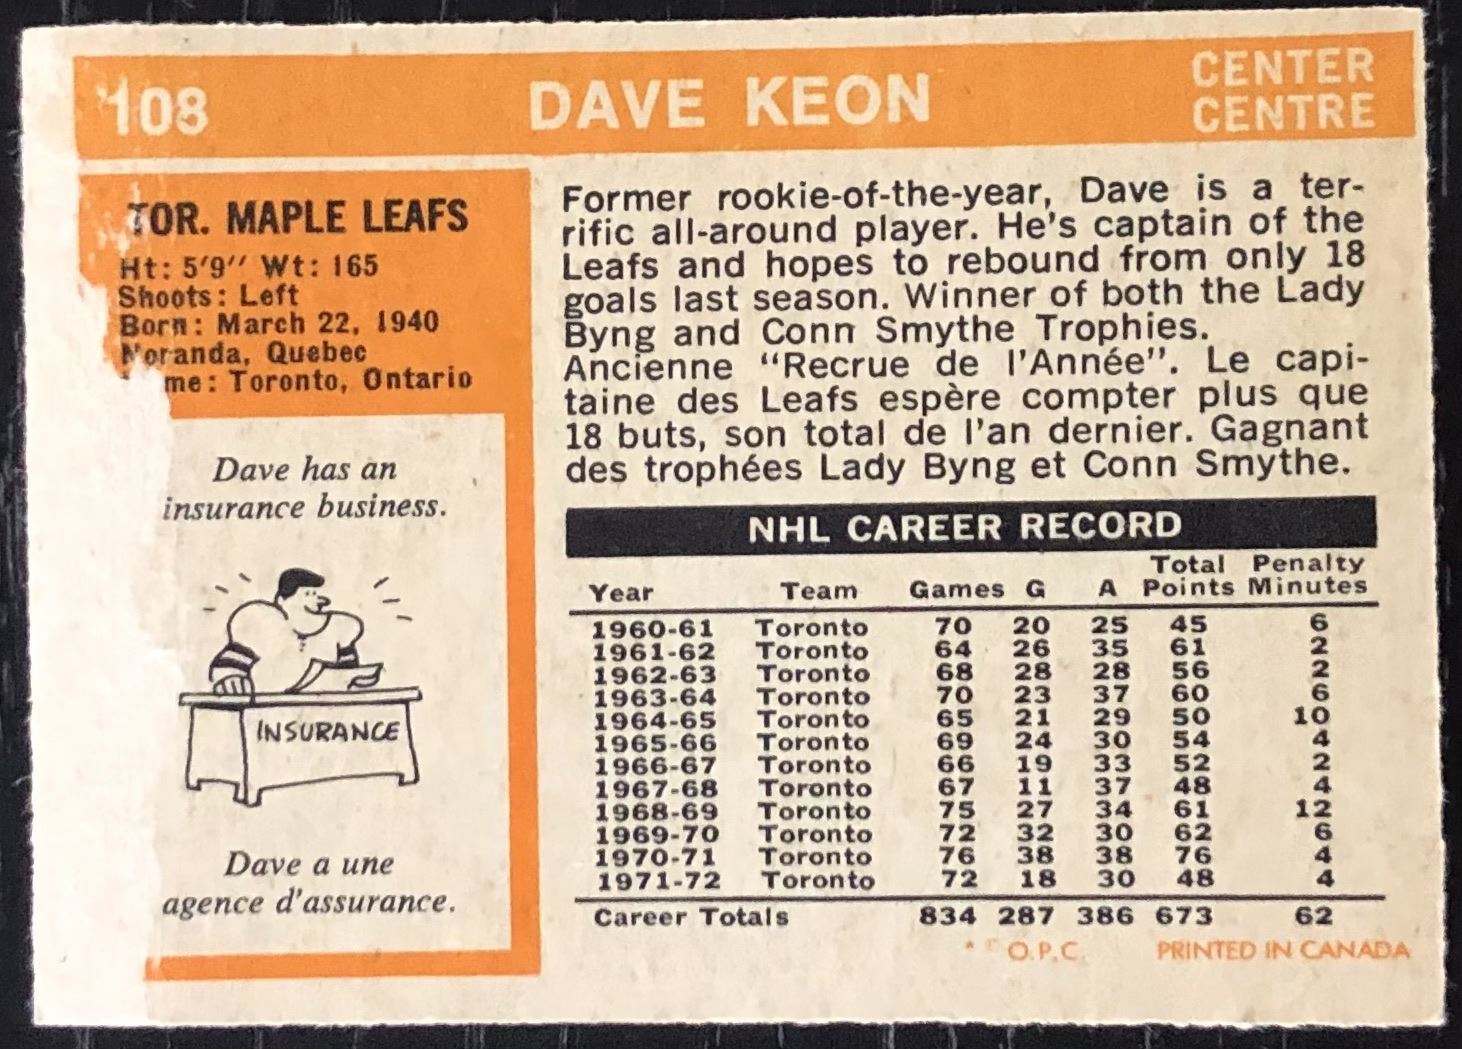 108 DAVE KEON CENTER
CENTRE
TOR. MAPLE LEAFS
Ht: 5'9" Wt: 165
Shoots: Left
Born: March 22, 1940
Noranda, Quebec
me: Toronto, Ontario
Dave has an
insurance business.
INSURANCE
Dave a une
agence d'assurance.
Former rookie-of-the-year, Dave is a ter-
rific all-around player. He's captain of the
Leafs and hopes to rebound from only 18
goals last season. Winner of both the Lady
Byng and Conn Smythe Trophies.
Ancienne "Recrue de l'Année". Le capi-
taine des Leafs espère compter plus que
18 buts, son total de l'an dernier. Gagnant
des trophées Lady Byng et Conn Smythe.
NHL CAREER RECORD
Year Team Games G A Total Points Penalty Minutes
1960-61 Toronto 70 20 25 45 6
1961-62 Toronto 64 26 35 61 2
1962-63 Toronto 68 28 28 56 2
1963-64 Toronto 70 23 37 60 6
1964-65 Toronto 65 21 29 50 10
1965-66 Toronto 69 24 30 54 4
1966-67 Toronto 66 19 33 52 2
1967-68 Toronto 67 11 37 48 4
1968-69 Toronto 75 27 34 61 12
1969-70 Toronto 72 32 30 62 6
1970-71 Toronto 76 38 38 76 4
1971-72 Toronto 72 18 30 48 4
Career Totals 834 287 386 673 62
* O.P.C. PRINTED IN CANADA